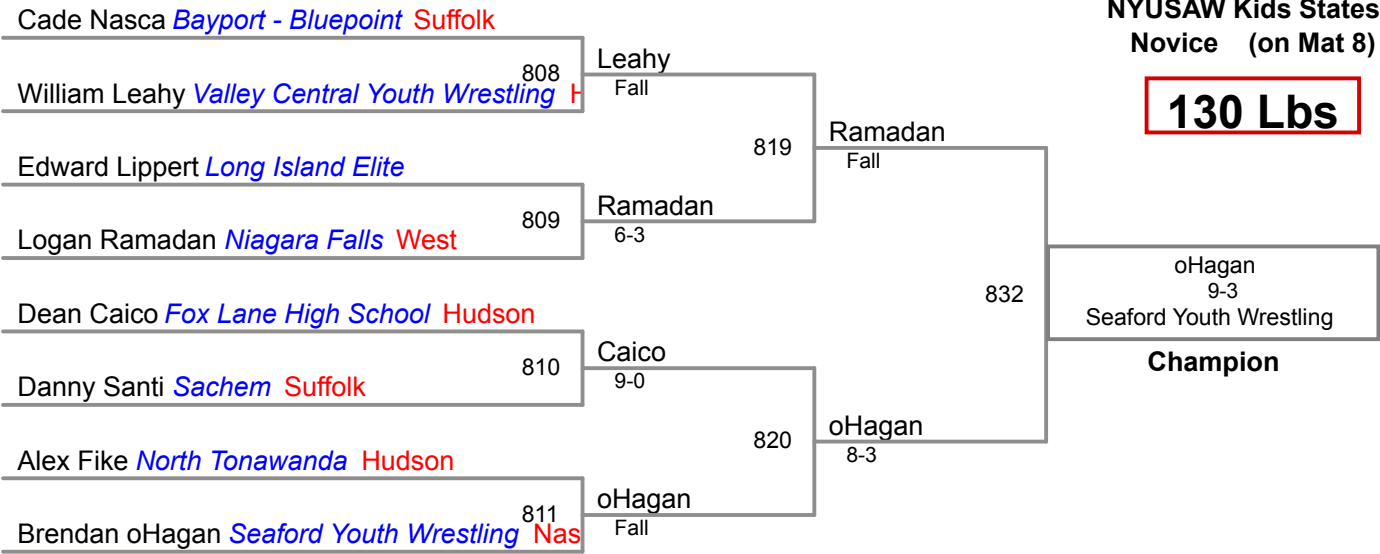 Cade Nasca Bayport - Bluepoint Suffolk
NYUSAW Kids States
Novice (on Mat 8)
130 Lbs
808
Leahy
Fall
William Leahy Valley Central Youth Wrestling
819
Ramadan
Fall
Edward Lippert Long Island Elite
809
Ramadan
6-3
Logan Ramadan Niagara Falls West
832
oHagan
9-3
Seaford Youth Wrestling
Champion
Dean Caico Fox Lane High School Hudson
810
Caico
9-0
Danny Santi Sachem Suffolk
820
oHagan
8-3
Alex Fike North Tonawanda Hudson
811
oHagan
Fall
Brendan oHagan Seaford Youth Wrestling Nas